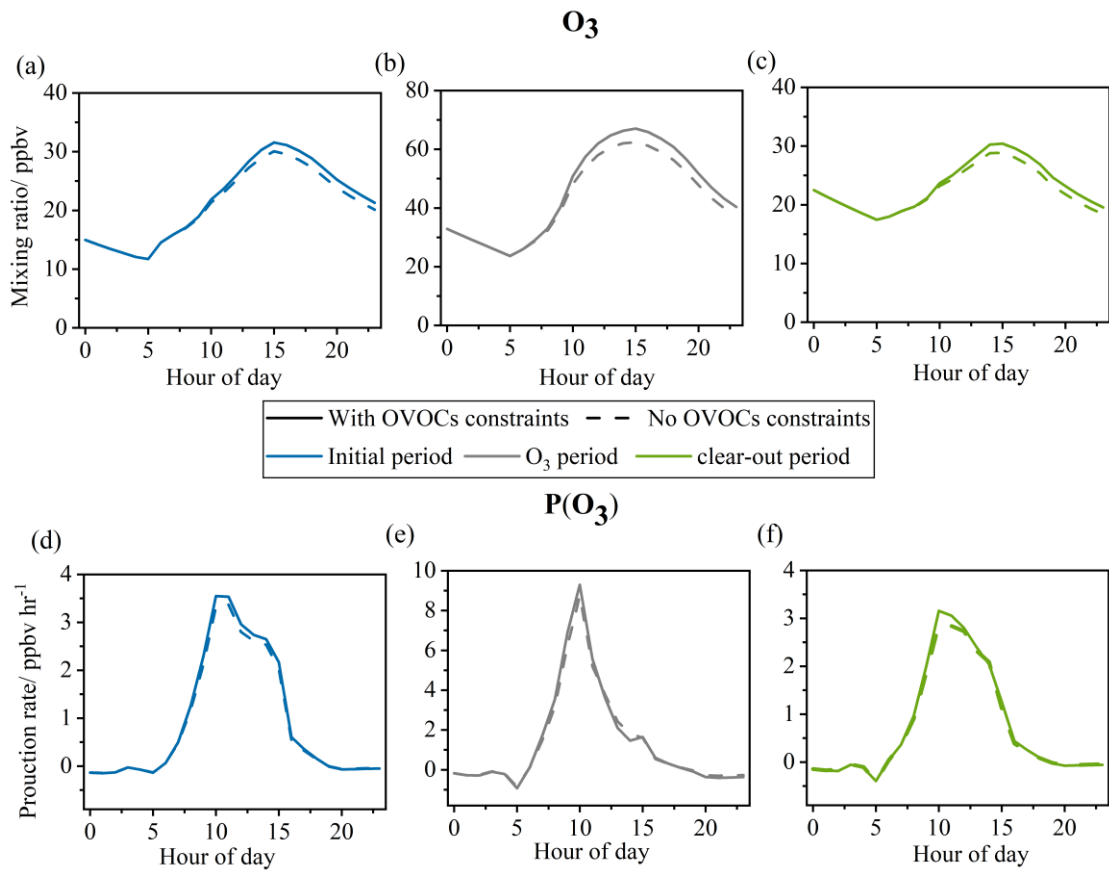 O3
(a)
(b)
(c)
Mixing ratio/ ppbv
40
30
20
10
0
0 5 10 15 20
Hour of day
80
60
40
20
0
0 5 10 15 20
Hour of day
40
30
20
10
0
0 5 10 15 20
Hour of day
With OVOCs constraints No OVOCs constraints
Initial period O3 period clear-out period
P(O3)
(d)
(e)
(f)
Prouction rate/ ppbv hr-1
4
3
2
1
0
0 5 10 15 20
Hour of day
10
8
6
4
2
0
0 5 10 15 20
Hour of day
4
3
2
1
0
0 5 10 15 20
Hour of day